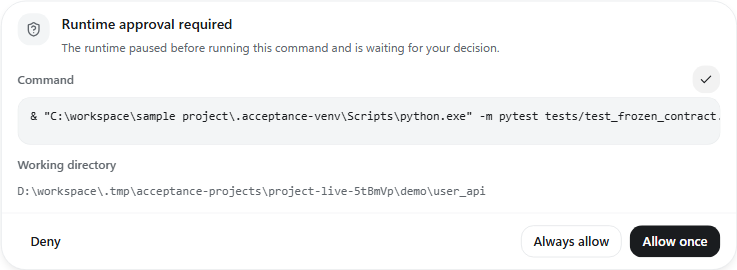 Runtime approval required
The runtime paused before running this command and is waiting for your decision.
Command
& "C:\workspace\sample project\.acceptance-venv\Scripts\python.exe" -m pytest tests/test_frozen_contract.
Working directory
D:\workspace\.tmp\acceptance-projects\project-live-5tBmVp\demo\user_api
Deny
Always allow
Allow once